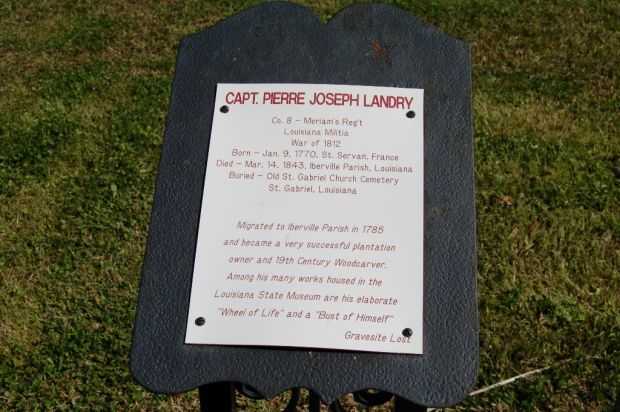 CAPT. PIERRE JOSEPH LANDRY
Co. 8 - Meriam's Reg't
Louisiana Militia
War of 1812
Born - Jan. 9, 1770, St. Servan, France
Died - Mar. 14, 1843, Iberville Parish, Louisiana
Buried - Old St. Gabriel Church Cemetery
St. Gabriel, Louisiana
Migrated to Iberville Parish in 1785
and became a very successful plantation
owner and 19th Century Woodcarver.
Among his many works housed in the
Louisiana State Museum are his elaborate
"Wheel of Life" and a "Bust of Himself"
Gravesite Lost